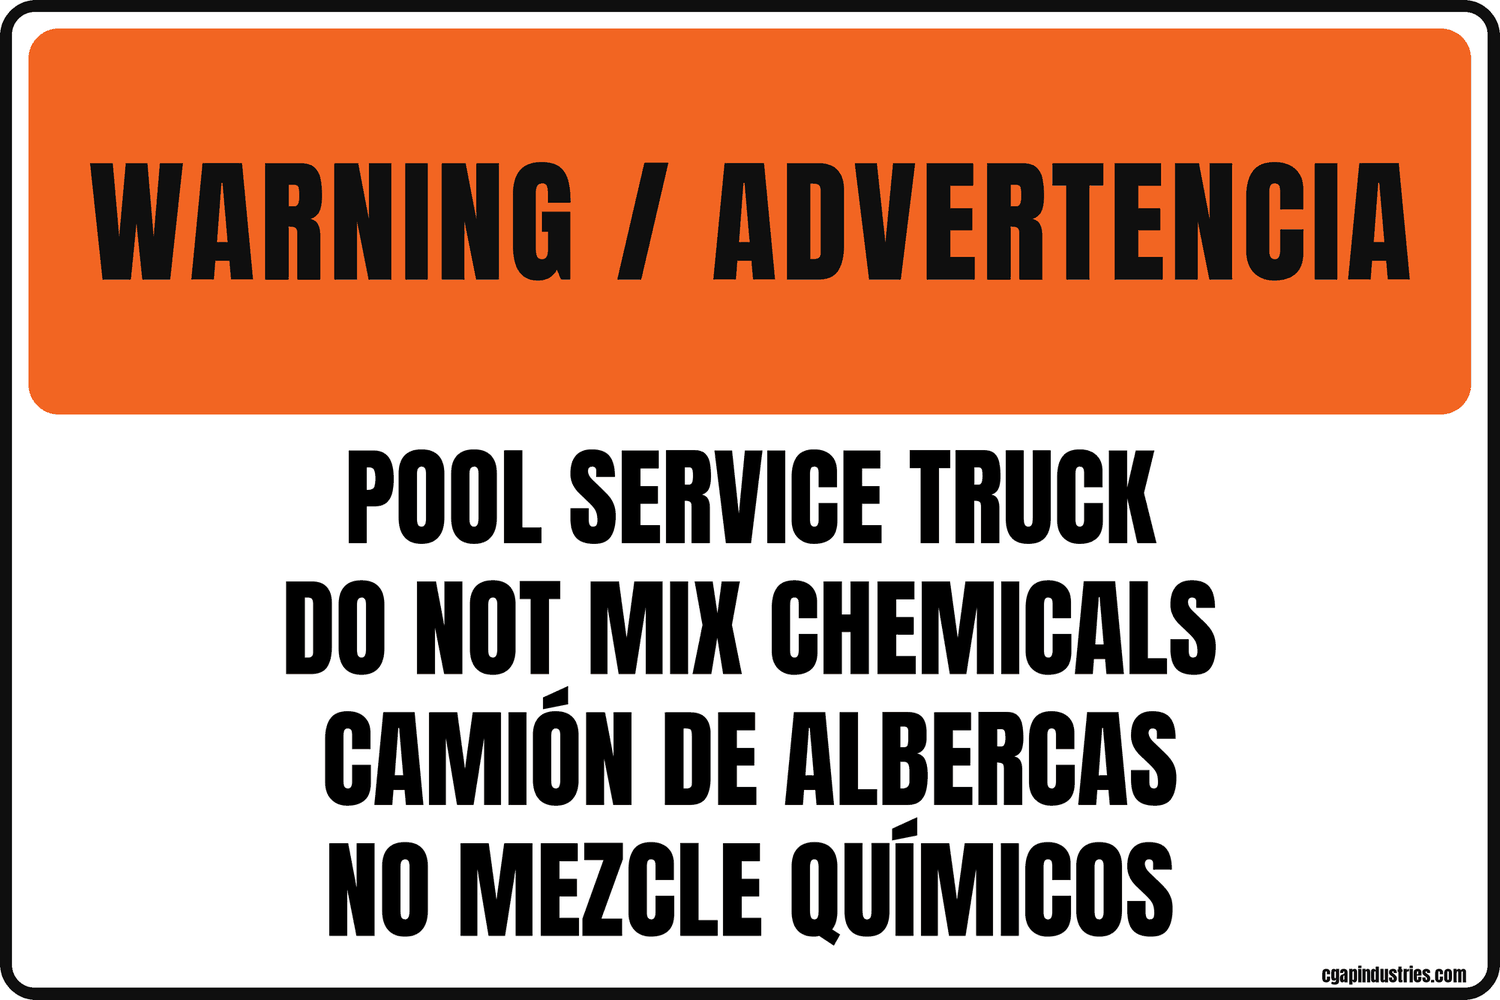 WARNING / ADVERTENCIA
POOL SERVICE TRUCK
DO NOT MIX CHEMICALS
CAMIÓN DE ALBERCAS
NO MEZCLE QUÍMICOS
cgapindustries.com